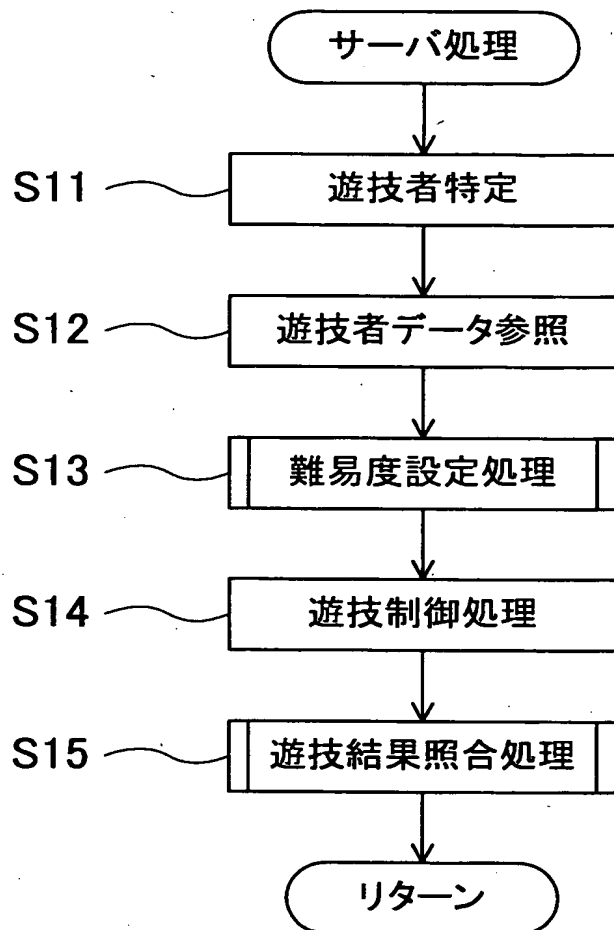 サーバ処理
S11 遊技者特定
S12 遊技者データ参照
S13 難易度設定処理
S14 遊技制御処理
S15 遊技結果照合処理
リターン